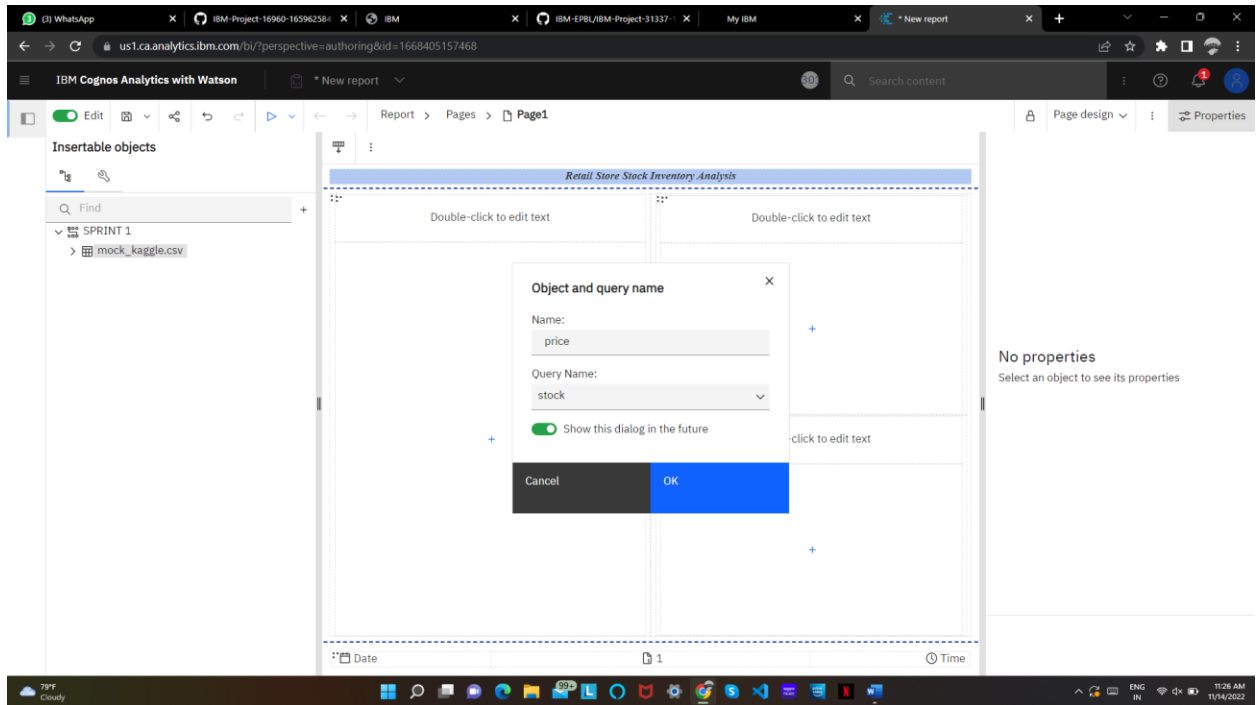 (3) WhatsApp
IBM-Project-16960-165962584
IBM
IBM-EPBL/IBM-Project-31337-1
My IBM
* New report
us1.ca.analytics.ibm.com/bi/?perspective=authoring&id=1668405157468
IBM Cognos Analytics with Watson
* New report
30
Search content
1
Edit
Report > Pages > Page1
Page design
Properties
Insertable objects
Find
SPRINT 1
mock_kaggle.csv
Retail Store Stock Inventory Analysis
Double-click to edit text
Double-click to edit text
Object and query name
Name:
price
Query Name:
stock
Show this dialog in the future
Cancel
OK
-click to edit text
No properties
Select an object to see its properties
Date
1
Time
79°F
Cloudy
99+
ENG
IN
11:26 AM
11/14/2022